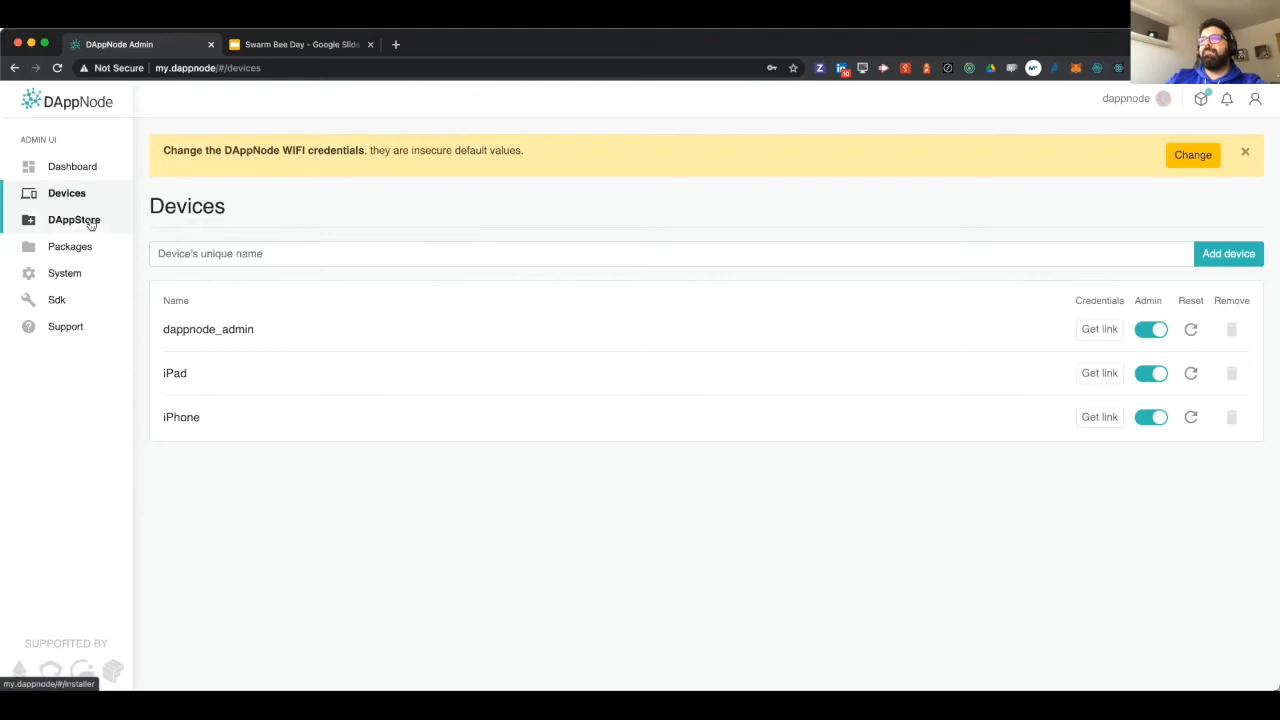 DAppNode Admin
Swarm Bee Day - Google Slide
Not Secure
my.dappnode/#/devices
10
DAppNode
dappnode
ADMIN UI
Dashboard
Devices
DAppStore
Packages
System
Sdk
Support
Change the DAppNode WIFI credentials, they are insecure default values.
Change
Devices
Device's unique name
Add device
Name
Credentials
Admin
Reset
Remove
dappnode_admin
Get link
iPad
Get link
iPhone
Get link
SUPPORTED BY
my.dappnode/#/installer